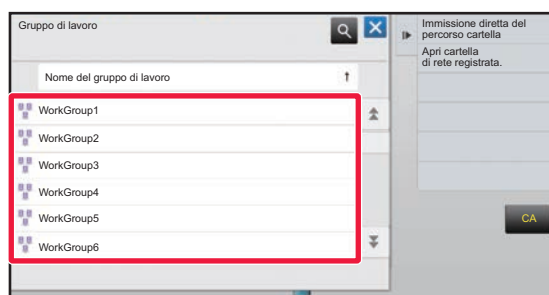 Gruppo di lavoro
Nome del gruppo di lavoro
WorkGroup1
WorkGroup2
WorkGroup3
WorkGroup4
WorkGroup5
WorkGroup6
Immissione diretta del
percorso cartella
Apri cartella
di rete registrata.
CA